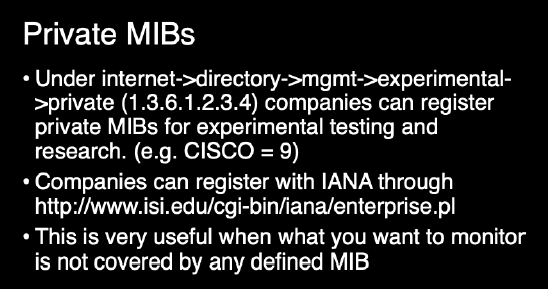 Private MIBs
• Under internet->directory->mgmt->experimental-
>private (1.3.6.1.2.3.4) companies can register
private MIBs for experimental testing and
research. (e.g. CISCO = 9)
• Companies can register with IANA through
http://www.isi.edu/cgi-bin/iana/enterprise.pl
• This is very useful when what you want to monitor
is not covered by any defined MIB